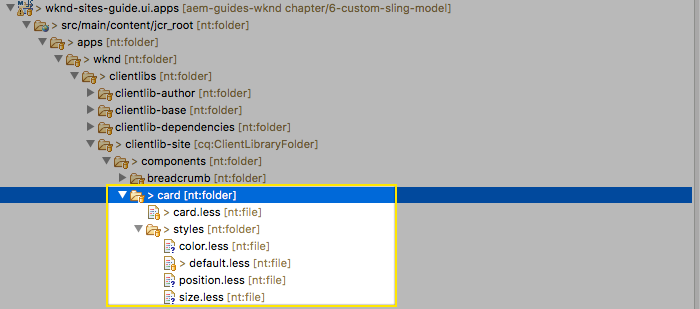 > wknd-sites-guide.ui.apps [aem-guides-wknd chapter/6-custom-sling-model]
> src/main/content/jcr_root [nt:folder]
> apps [nt:folder]
> wknd [nt:folder]
> clientlibs [nt:folder]
clientlib-author [nt:folder]
clientlib-base [nt:folder]
clientlib-dependencies [nt:folder]
> clientlib-site [cq:ClientLibraryFolder]
> components [nt:folder]
breadcrumb [nt:folder]
> card [nt:folder]
> card.less [nt:file]
> styles [nt:folder]
color.less [nt:file]
> default.less [nt:file]
position.less [nt:file]
size.less [nt:file]